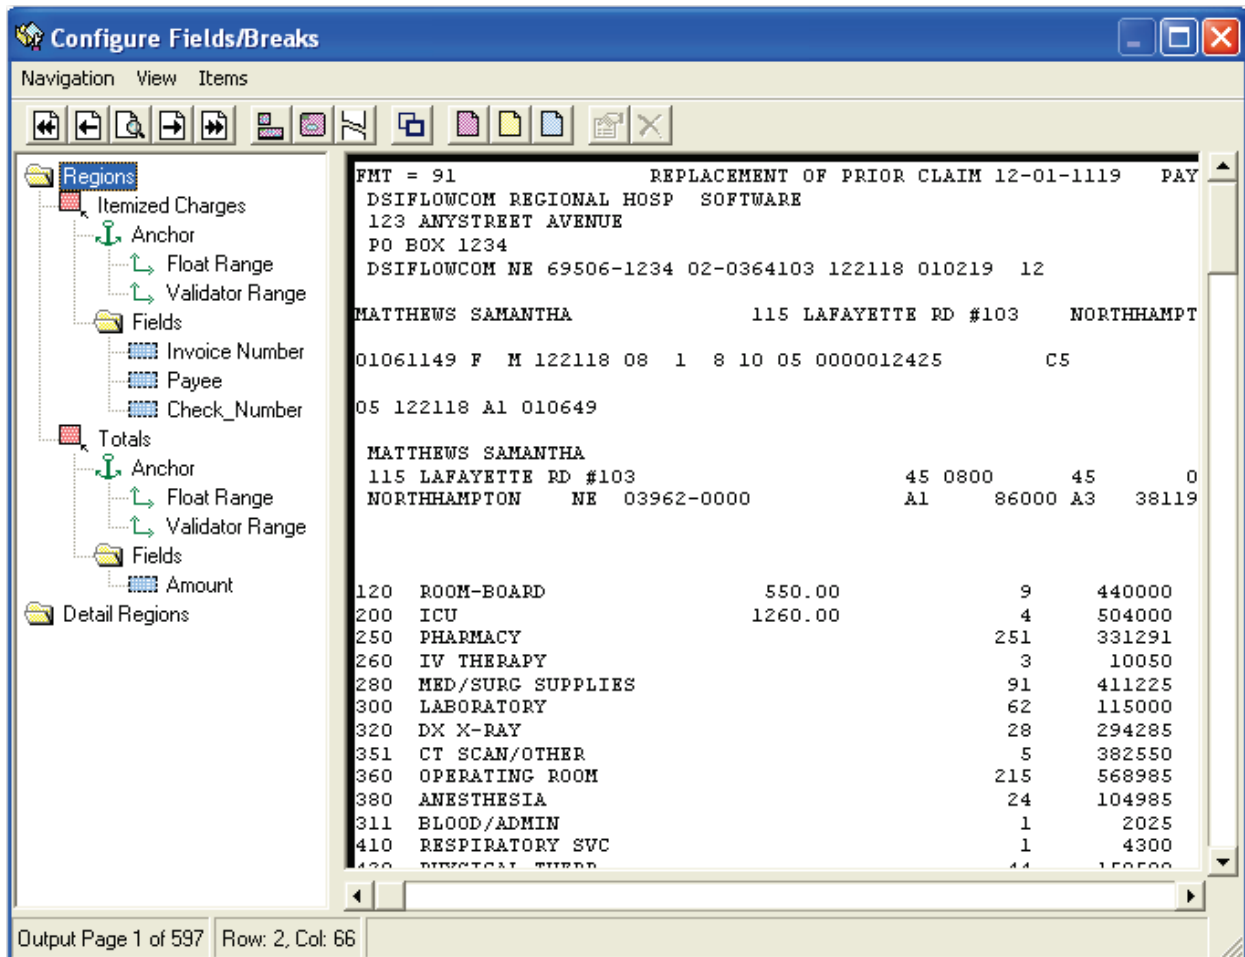 Configure Fields/Breaks
Navigation View Items
Regions
Itemized Charges
Anchor
Float Range
Validator Range
Fields
Invoice Number
Payee
Check_Number
Totals
Anchor
Float Range
Validator Range
Fields
Amount
Detail Regions
FMT = 91 REPLACEMENT OF PRIOR CLAIM 12-01-1119 PAY
DSIFLOWCOM REGIONAL HOSP SOFTWARE
123 ANYSTREET AVENUE
PO BOX 1234
DSIFLOWCOM NE 69506-1234 02-0364103 122118 010219 12
MATTHEWS SAMANTHA 115 LAFAYETTE RD #103 NORTHHAMPT
01061149 F M 122118 08 1 8 10 05 0000012425 C5
05 122118 A1 010649
MATTHEWS SAMANTHA
115 LAFAYETTE RD #103 45 0800 45 0
NORTHHAMPTON NE 03962-0000 A1 86000 A3 38119
120 ROOM-BOARD 550.00 9 440000
200 ICU 1260.00 4 504000
250 PHARMACY 251 331291
260 IV THERAPY 3 10050
280 MED/SURG SUPPLIES 91 411225
300 LABORATORY 62 115000
320 DX X-RAY 28 294285
351 CT SCAN/OTHER 5 382550
360 OPERATING ROOM 215 568985
380 ANESTHESIA 24 104985
311 BLOOD/ADMIN 1 2025
410 RESPIRATORY SVC 1 4300
Output Page 1 of 597 Row: 2, Col: 66